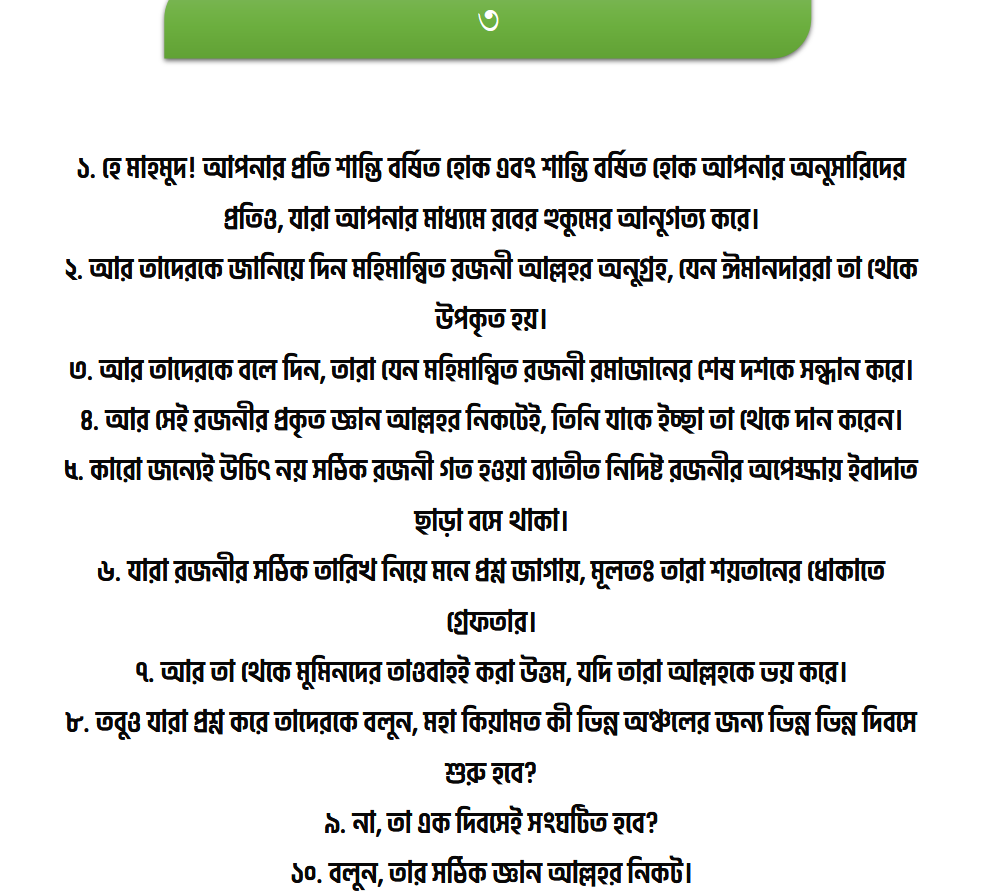 ৩
১. হে মাহমুদ! আপনার প্রতি শান্তি বর্ষিত হোক এবং শান্তি বর্ষিত হোক আপনার অনুসারিদের
প্রতিও, যারা আপনার মাধ্যমে রবের হুকুমের আনুগত্য করে।
২. আর তাদেরকে জানিয়ে দিন মহিমান্বিত রজনী আল্লহর অনুগ্রহ, যেন ঈমানদাররা তা থেকে
উপকৃত হয়।
৩. আর তাদেরকে বলে দিন, তারা যেন মহিমান্বিত রজনী রমাজানের শেষ দশকে সন্ধান করে।
৪. আর সেই রজনীর প্রকৃত জ্ঞান আল্লহর নিকটেই, তিনি যাকে ইচ্ছা তা থেকে দান করেন।
৫. কারো জন্যেই উচিৎ নয় সঠিক রজনী গত হওয়া ব্যাতীত নিদিষ্ট রজনীর অপেক্ষায় ইবাদাত
ছাড়া বসে থাকা।
৬. যারা রজনীর সঠিক তারিখ নিয়ে মনে প্রশ্ন জাগায়, মূলতঃ তারা শয়তানের ধোকাতে
গ্রেফতার।
৭. আর তা থেকে মুমিনদের তাওবাহই করা উত্তম, যদি তারা আল্লহকে ভয় করে।
৮. তবুও যারা প্রশ্ন করে তাদেরকে বলুন, মহা কিয়ামত কী ভিন্ন অঞ্চলের জন্য ভিন্ন ভিন্ন দিবসে
শুরু হবে?
৯. না, তা এক দিবসেই সংঘটিত হবে?
১০. বলুন, তার সঠিক জ্ঞান আল্লহর নিকট।